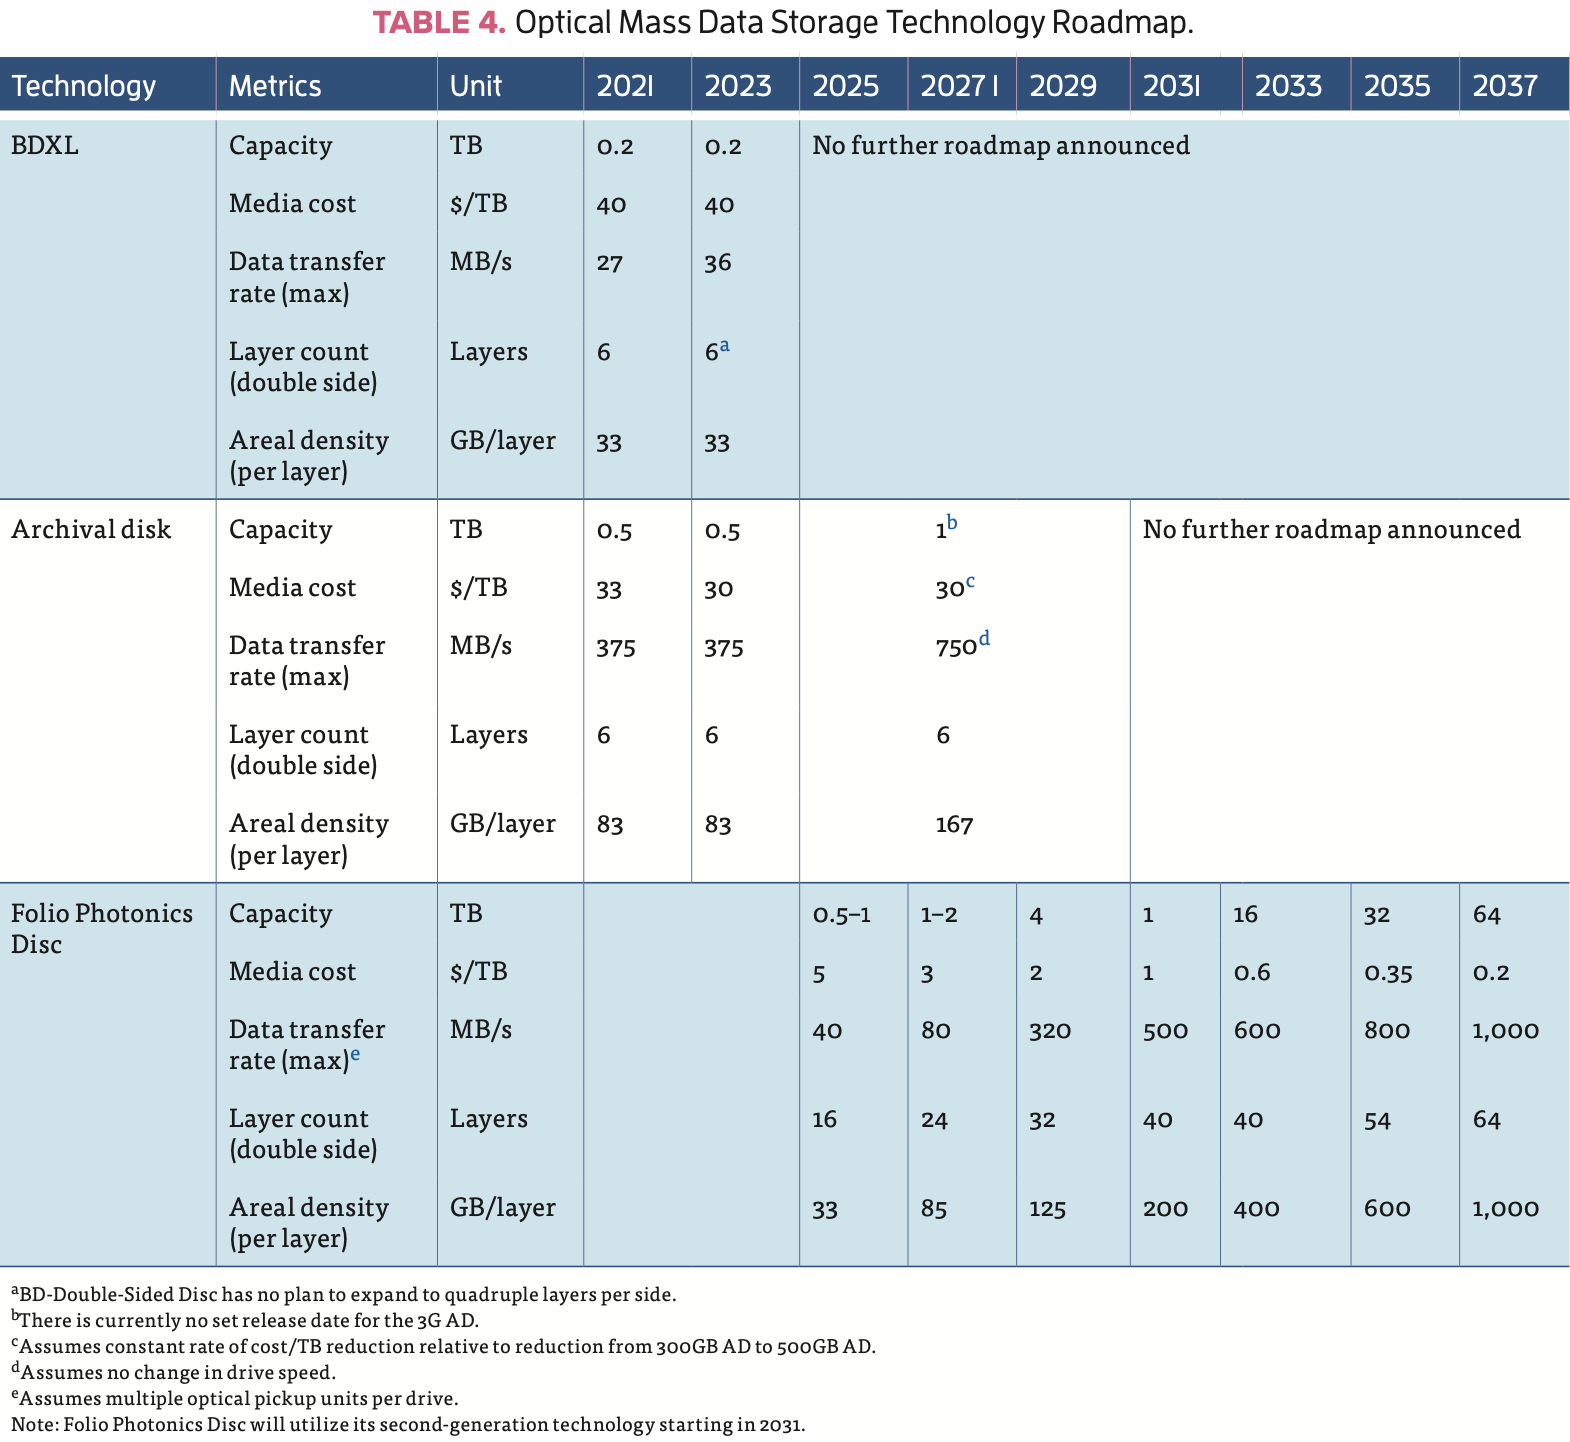 TABLE 4. Optical Mass Data Storage Technology Roadmap.
Technology Metrics Unit 2021 2023 2025 2027 I 2029 2031 2033 2035 2037
BDXL Capacity TB 0.2 0.2 No further roadmap announced
Media cost $/TB 40 40
Data transfer MB/s 27 36
rate (max)
Layer count Layers 6 6a
(double side)
Areal density GB/layer 33 33
(per layer)
Archival disk Capacity TB 0.5 0.5 1b No further roadmap announced
Media cost $/TB 33 30 30c
Data transfer MB/s 375 375 750d
rate (max)
Layer count Layers 6 6 6
(double side)
Areal density GB/layer 83 83 167
(per layer)
Folio Photonics Capacity TB 0.5–1 1–2 4 1 16 32 64
Disc
Media cost $/TB 5 3 2 1 0.6 0.35 0.2
Data transfer MB/s 40 80 320 500 600 800 1,000
rate (max)e
Layer count Layers 16 24 32 40 40 54 64
(double side)
Areal density GB/layer 33 85 125 200 400 600 1,000
(per layer)
aBD-Double-Sided Disc has no plan to expand to quadruple layers per side.
bThere is currently no set release date for the 3G AD.
cAssumes constant rate of cost/TB reduction relative to reduction from 300GB AD to 500GB AD.
dAssumes no change in drive speed.
eAssumes multiple optical pickup units per drive.
Note: Folio Photonics Disc will utilize its second-generation technology starting in 2031.